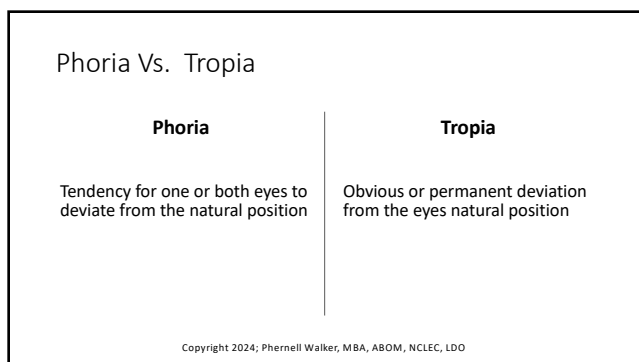 Phoria Vs.  Tropia
Phoria
Tendency for one or both eyes to
deviate from the natural position
Tropia
Obvious or permanent deviation
from the eyes natural position
Copyright 2024; Phernell Walker, MBA, ABOM, NCLEC, LDO